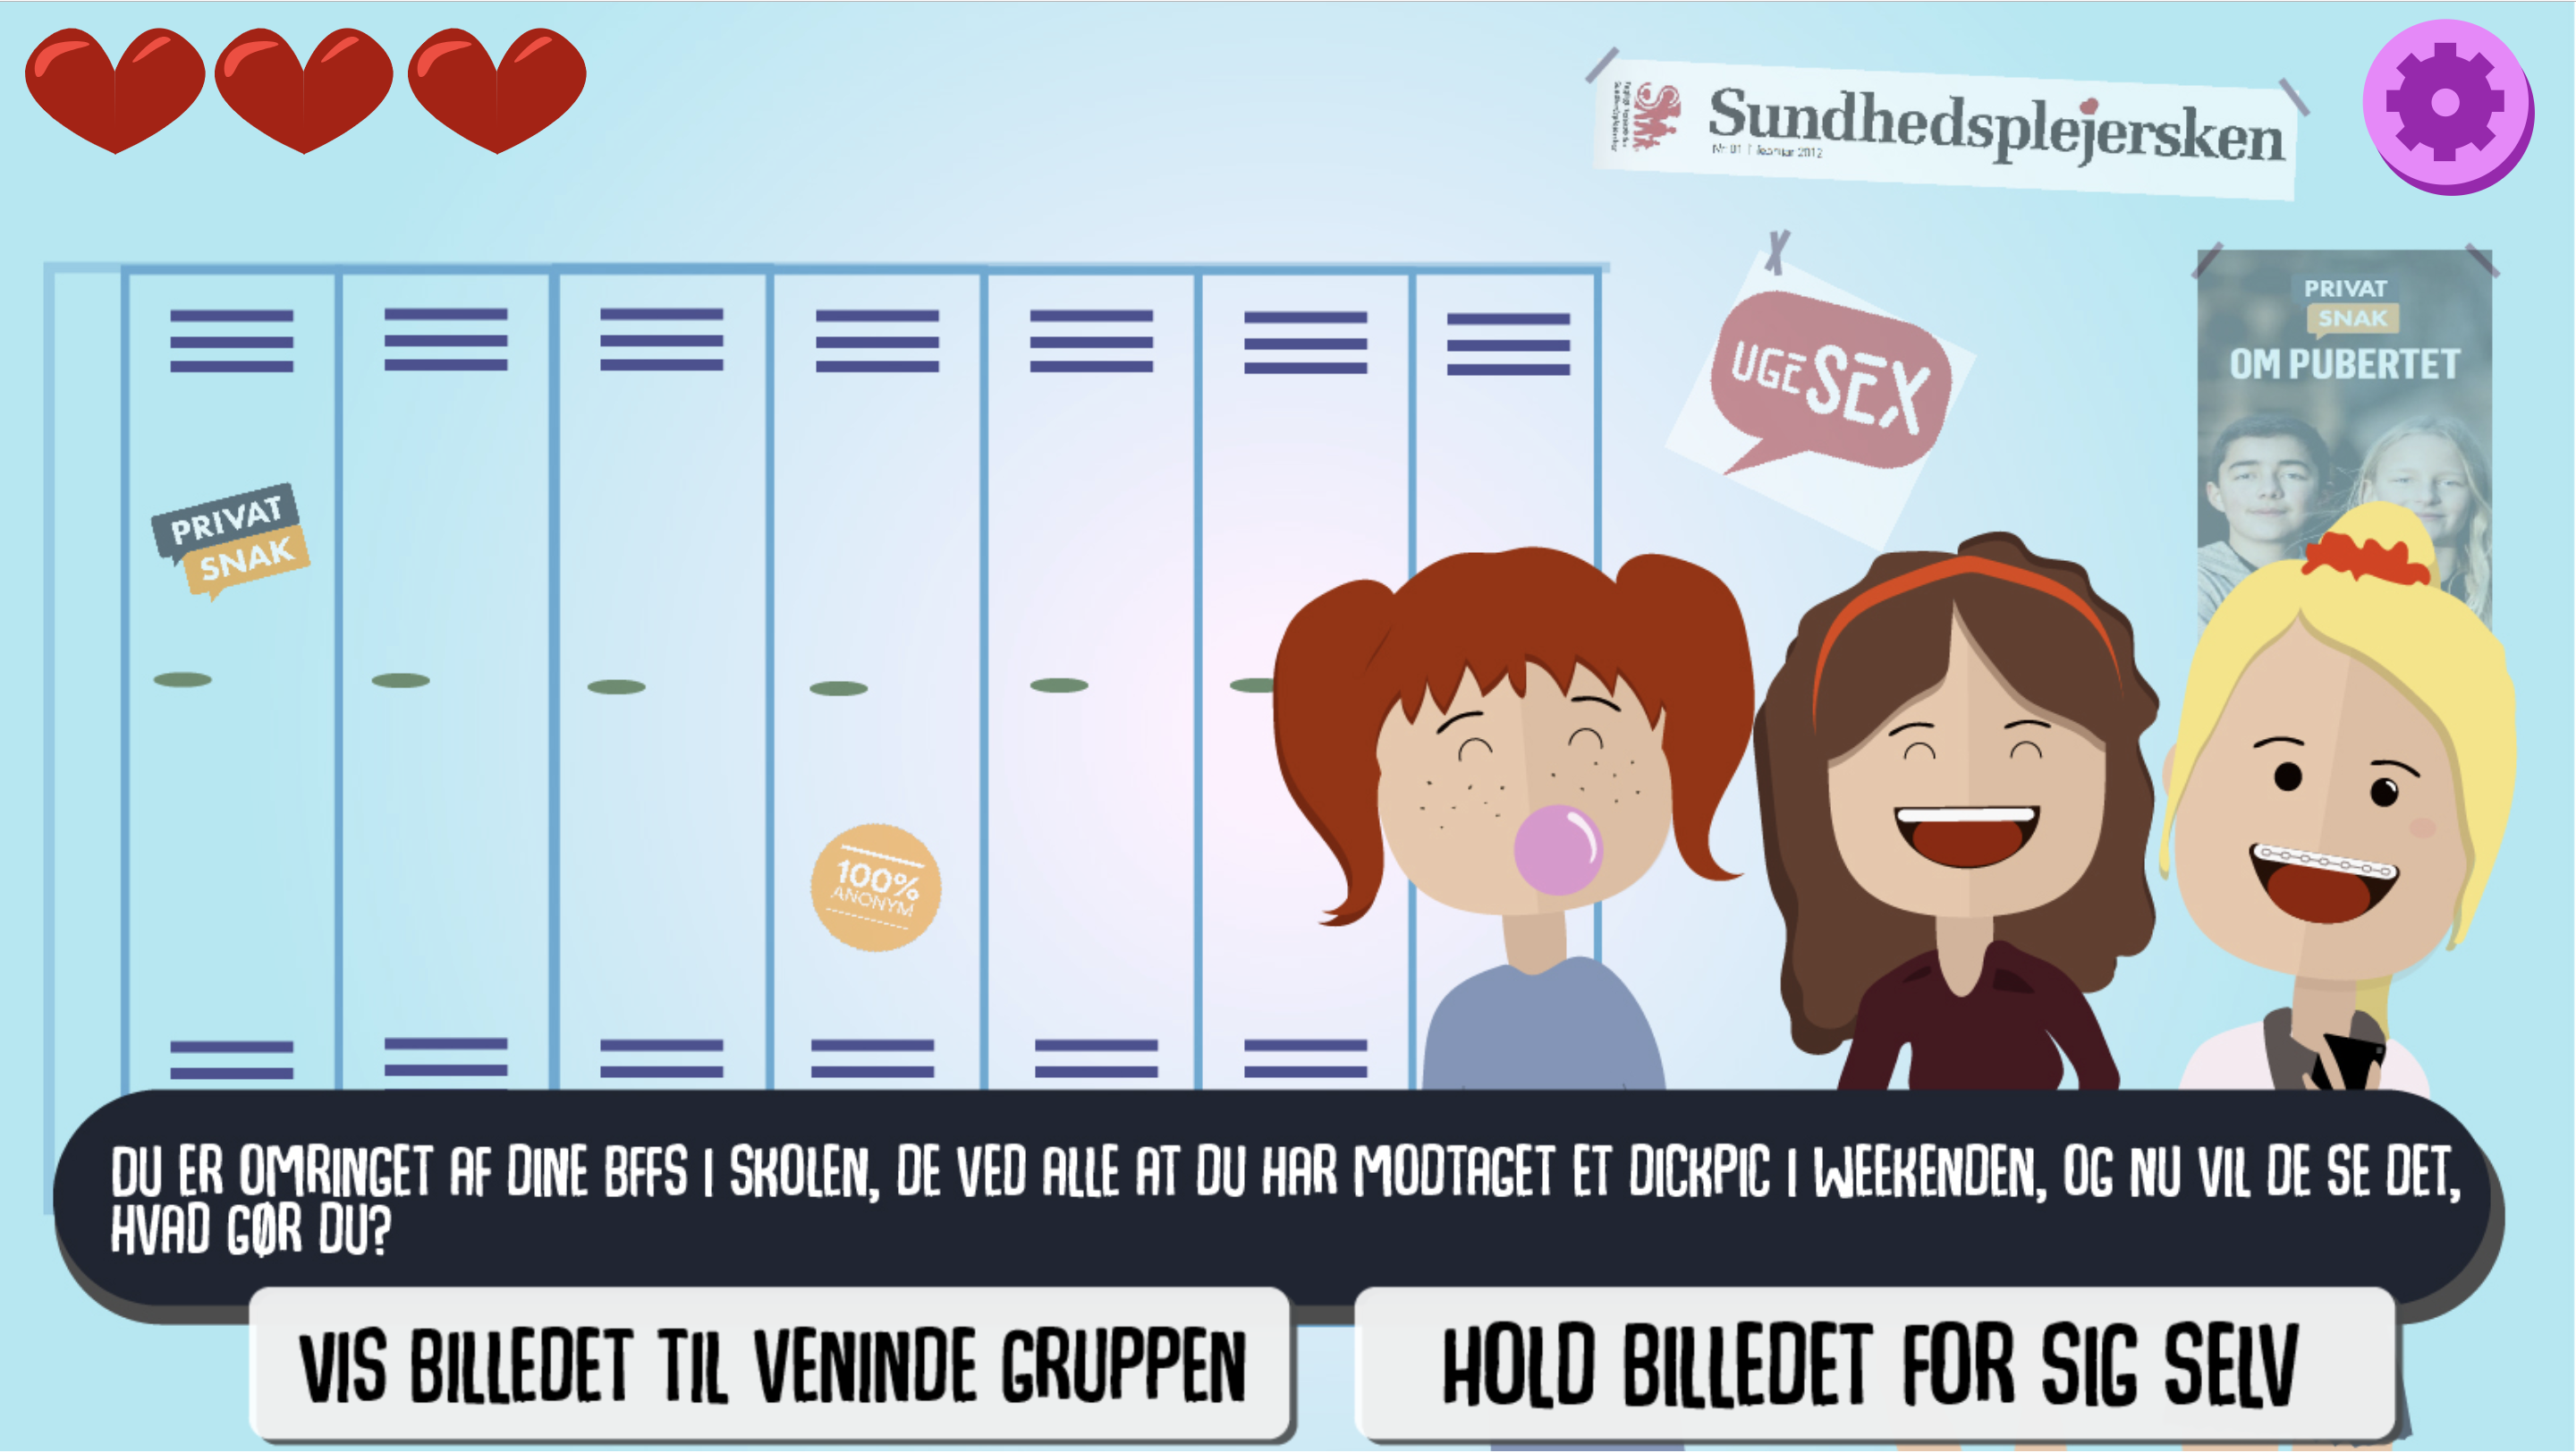 Sundhedsplejersken
PRIVAT
SNAK
OM PUBERTET
UGE SEX
PRIVAT
SNAK
100%
ANONYM
DU ER OMRINGET AF DINE BFFS I SKOLEN, DE VED ALLE AT DU HAR MODTAGET ET DICKPIC I WEEKENDEN, OG NU VIL DE SE DET,
HVAD GØR DU?
VIS BILLEDET TIL VENINDE GRUPPEN
HOLD BILLEDET FOR SIG SELV